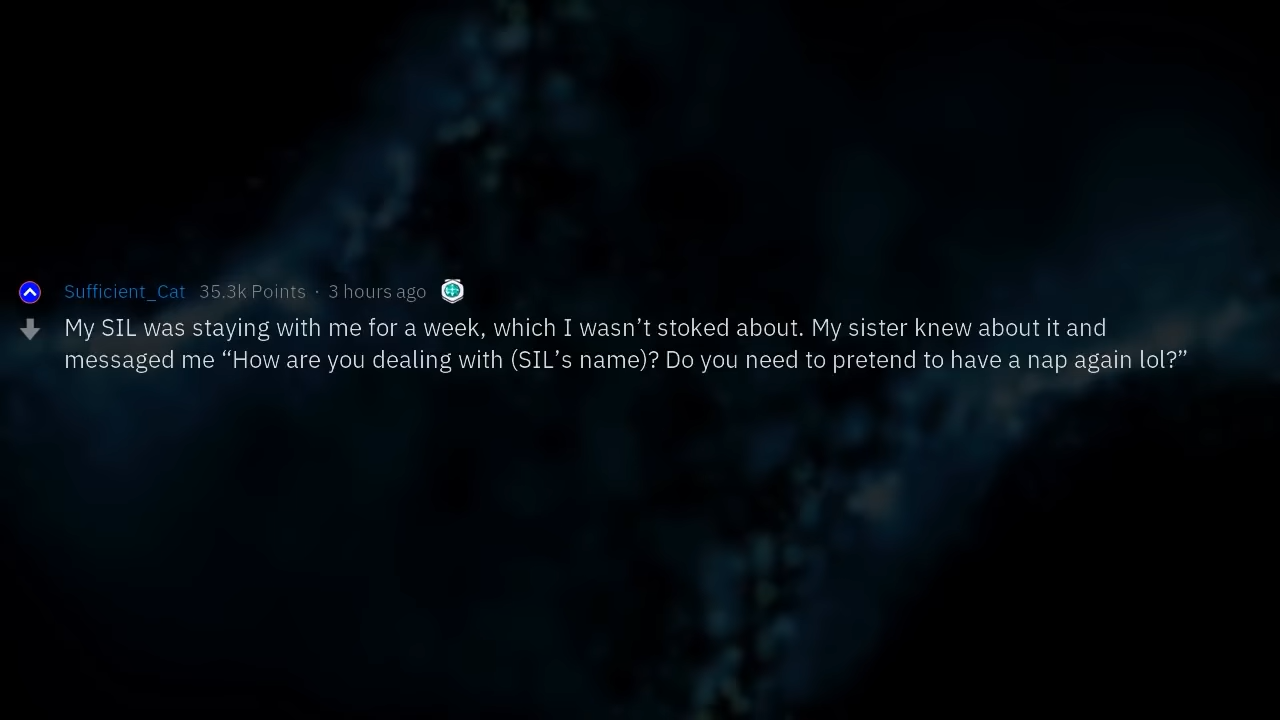 Sufficient_Cat 35.3k Points · 3 hours ago
My SIL was staying with me for a week, which I wasn’t stoked about. My sister knew about it and
messaged me “How are you dealing with (SIL’s name)? Do you need to pretend to have a nap again lol?”